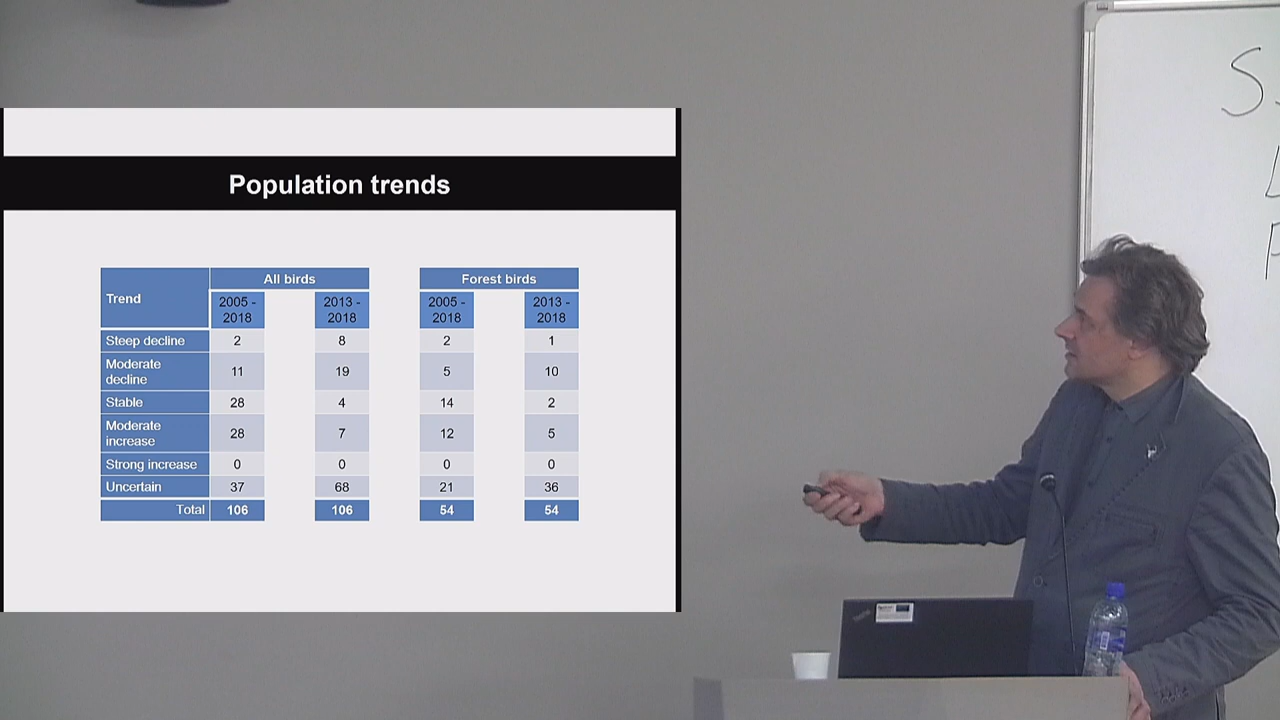 Population trends
Trend All birds Forest birds
2005 - 2013 - 2005 - 2013 -
2018 2018 2018 2018
Steep decline 2 8 2 1
Moderate
decline 11 19 5 10
Stable 28 4 14 2
Moderate
increase 28 7 12 5
Strong increase 0 0 0 0
Uncertain 37 68 21 36
Total 106 106 54 54
S